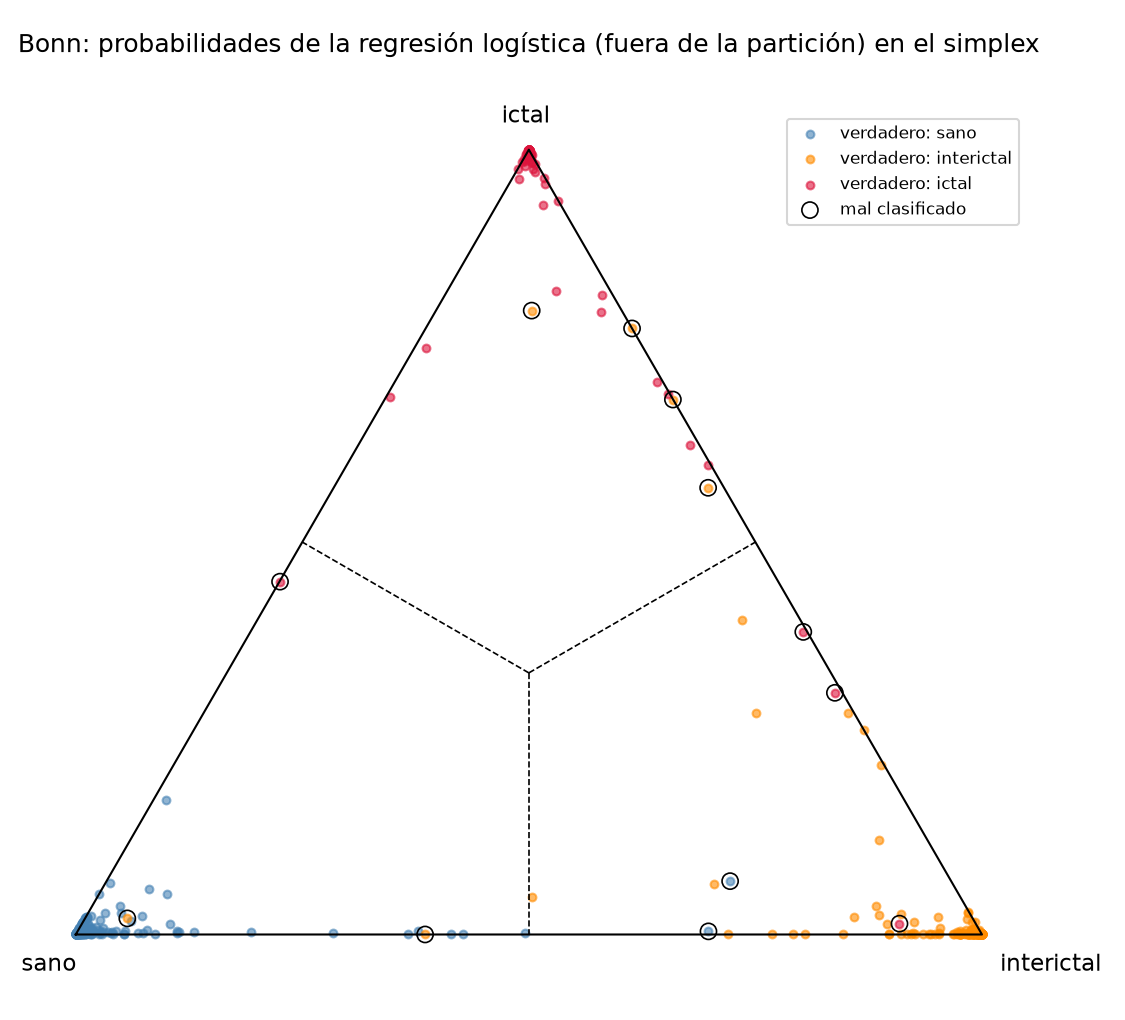 Bonn: probabilidades de la regresión logística (fuera de la partición) en el simplex
ictal
verdadero: sano
verdadero: interictal
verdadero: ictal
mal clasificado
sano
interictal